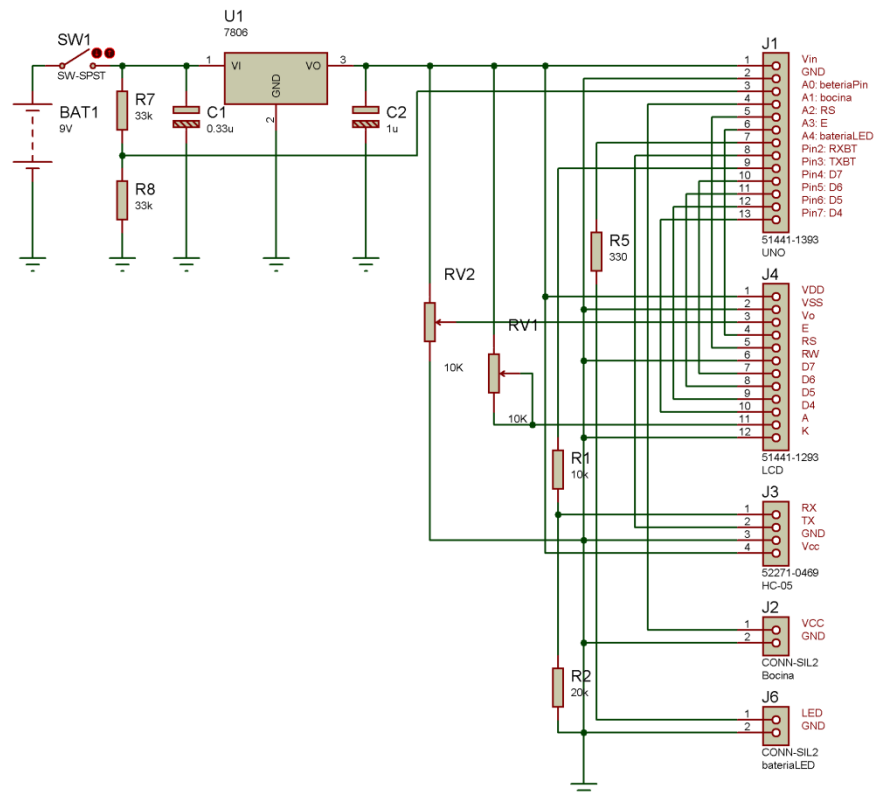 U1
7806
SW1
SW-SPST
1
VI
VO
3
GND
2
BAT1
9V
R7
33k
R8
33k
C1
0.33u
C2
1u
RV2
10K
RV1
10K
R5
330
R1
10k
R2
20k
J1
1 Vin
2 GND
3 A0: beteriaPin
4 A1: bocina
5 A2: RS
6 A3: E
7 A4: bateriaLED
8 Pin2: RXBT
9 Pin3: TXBT
10 Pin4: D7
11 Pin5: D6
12 Pin6: D5
13 Pin7: D4
51441-1393
UNO
J4
1 VDD
2 VSS
3 Vo
4 E
5 RS
6 RW
7 D7
8 D6
9 D5
10 D4
11 A
12 K
51441-1293
LCD
J3
1 RX
2 TX
3 GND
4 Vcc
52271-0469
HC-05
J2
1 VCC
2 GND
CONN-SIL2
Bocina
J6
1 LED
2 GND
CONN-SIL2
bateriaLED